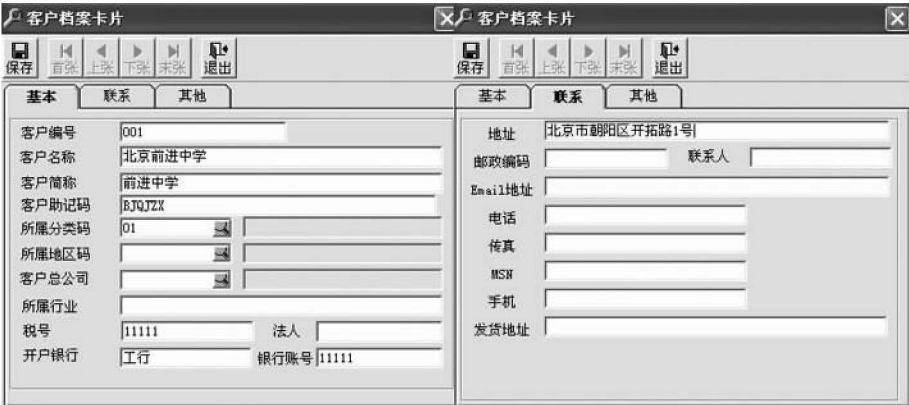 客户档案卡片
保存 首张 上张 下张 末张 退出
基本 联系 其他
客户编号 001
客户名称 北京前进中学
客户简称 前进中学
客户助记码 BJQJZX
所属分类码 01
所属地区码
客户总公司
所属行业
税号 11111 法人
开户银行 工行 银行账号 11111
客户档案卡片
保存 首张 上张 下张 末张 退出
基本 联系 其他
地址 北京市朝阳区开拓路1号
邮政编码 联系人
Email地址
电话
传真
MSN
手机
发货地址